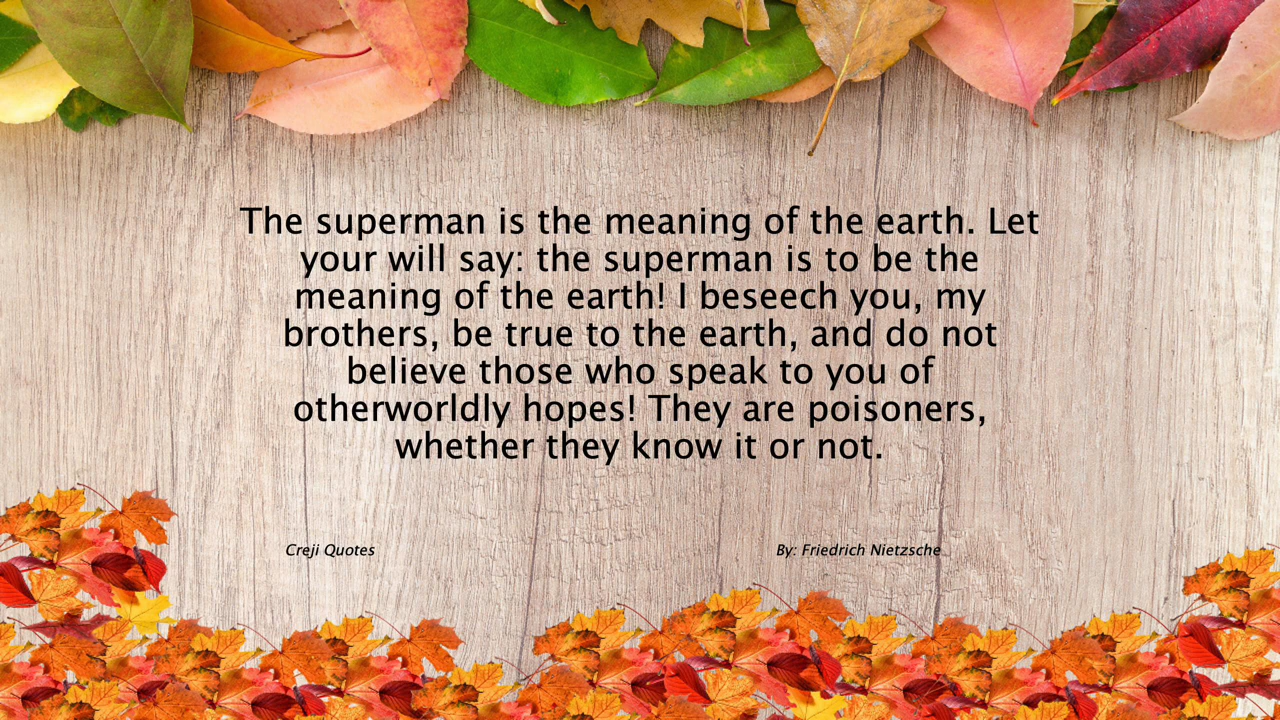 The superman is the meaning of the earth. Let
your will say: the superman is to be the
meaning of the earth! I beseech you, my
brothers, be true to the earth, and do not
believe those who speak to you of
otherworldly hopes! They are poisoners,
whether they know it or not.
Creji Quotes
By: Friedrich Nietzsche